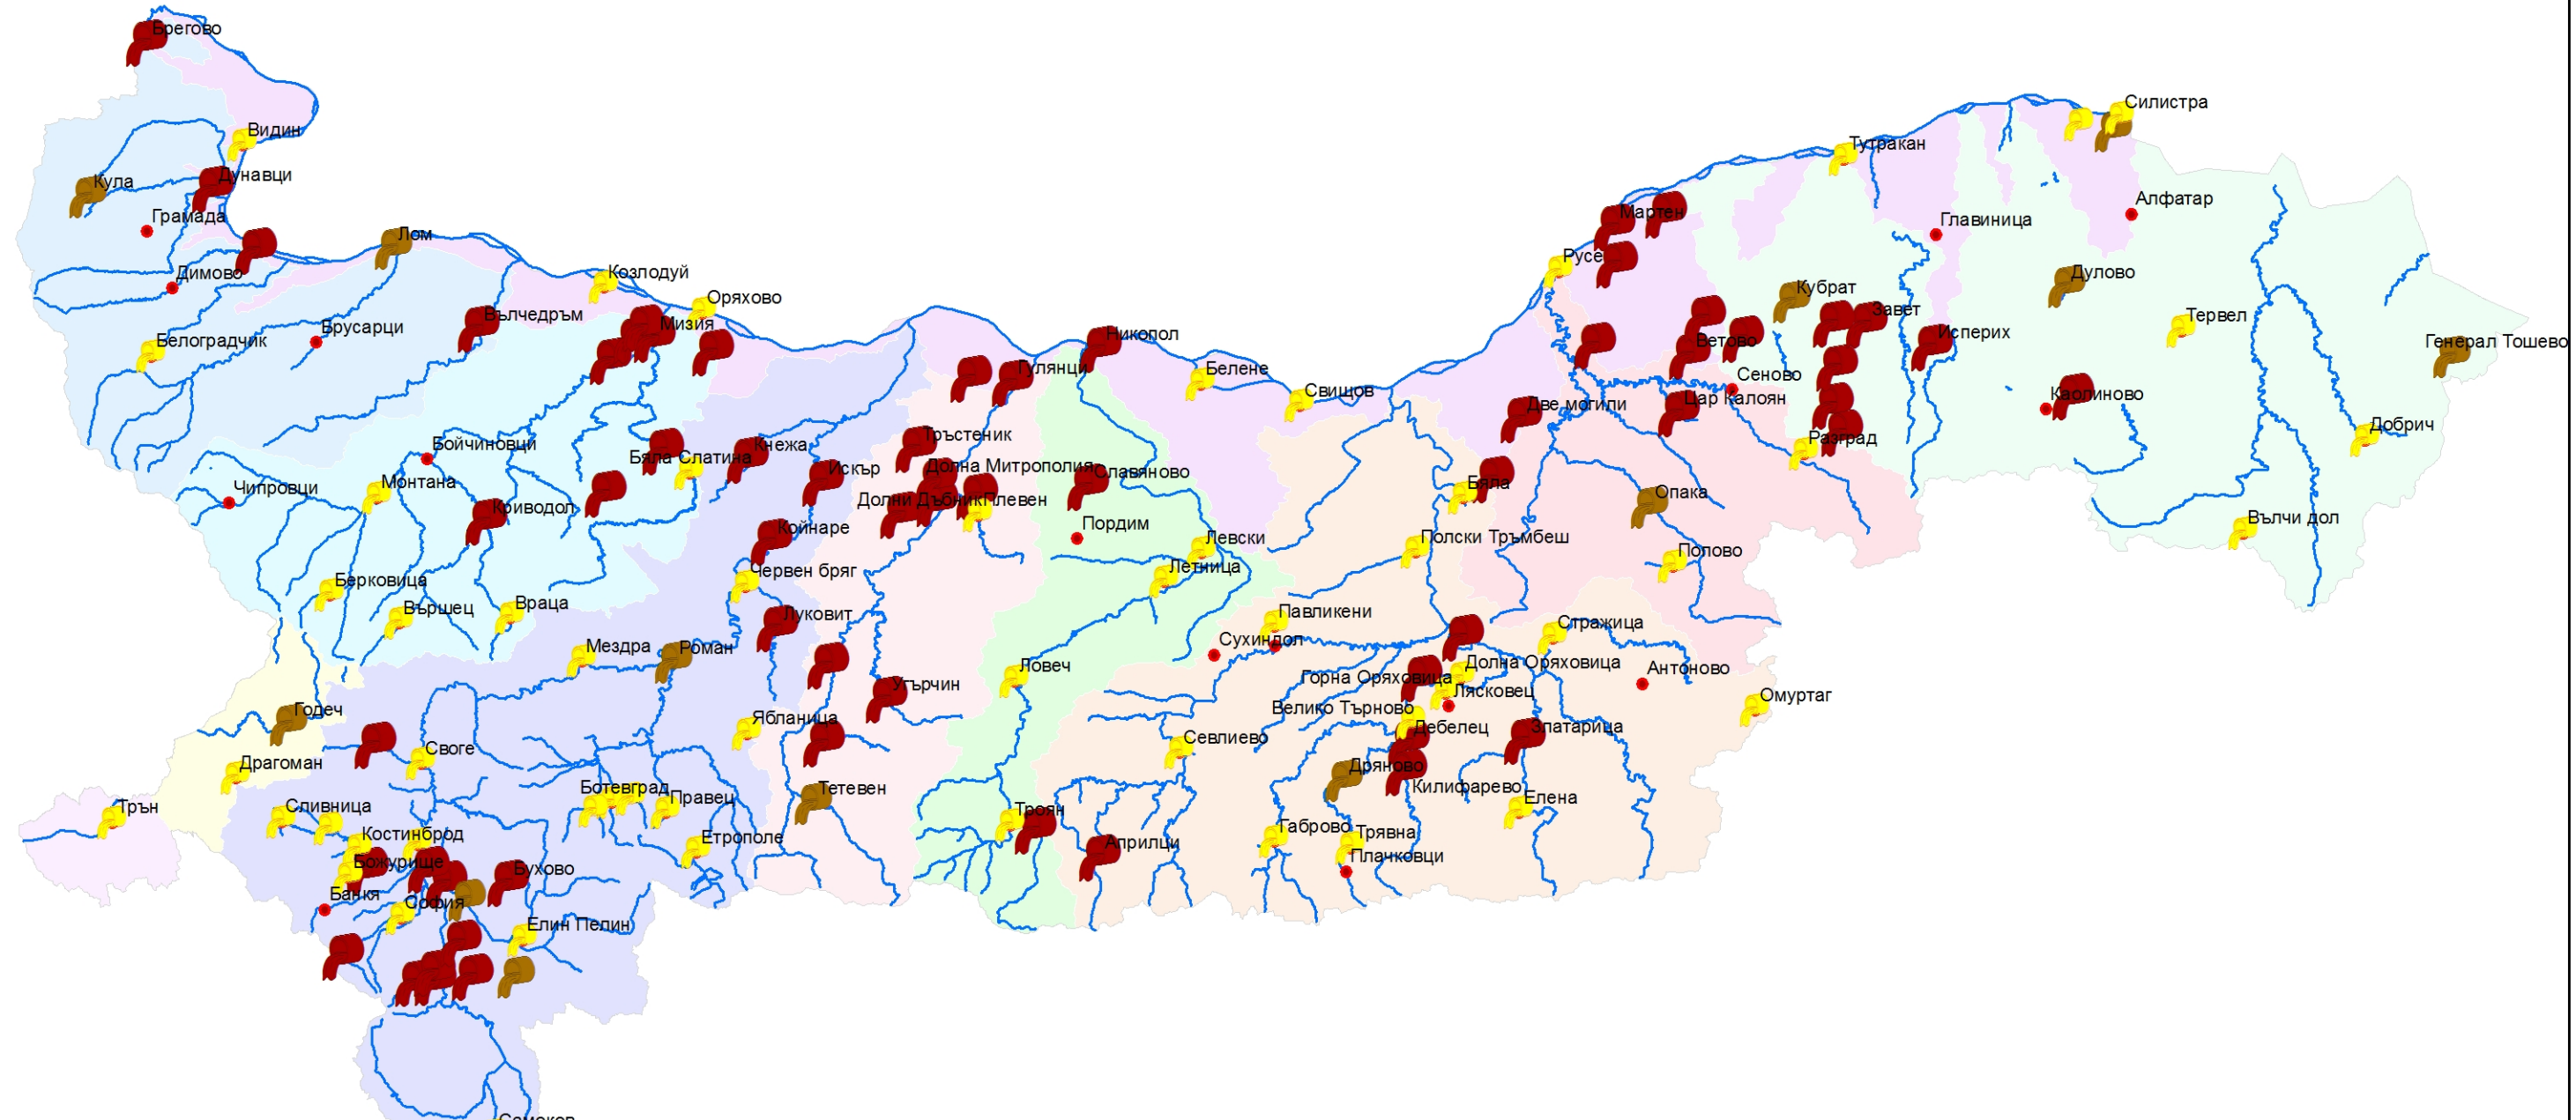 Брегово
Видин
Кула
Дунавци
Грамада
Лом
Димово
Козлодуй
Оряхово
Вълчедръм
Мизия
Брусарци
Белоградчик
Никопол
Гулянци
Белене
Свищов
Силистра
Тутракан
Мартен
Главиница
Алфатар
Русе
Дулово
Кубрат
Завет
Тервел
Исперих
Ветово
Генерал Тошево
Сеново
Каолиново
Цар Калоян
Две могили
Добрич
Разград
Бойчиновци
Бяла Слатина
Кнежа
Тръстеник
Искър
Долна Митрополия
Славяново
Чипровци
Монтана
Криводол
Долни Дъбник
Плевен
Бяла
Опака
Койнаре
Пордим
Левски
Полски Тръмбеш
Попово
Вълчи дол
Берковица
Червен бряг
Летница
Вършец
Враца
Луковит
Павликени
Стражица
Сухиндол
Мездра
Роман
Ловеч
Угърчин
Горна Оряховица
Долна Оряховица
Антоново
Лясковец
Омуртаг
Годеч
Ябланица
Велико Търново
Дебелец
Златарица
Своге
Севлиево
Драгоман
Дряново
Килифарево
Ботевград
Правец
Тетевен
Елена
Трън
Сливница
Троян
Габрово
Трявна
Костинброд
Етрополе
Априлци
Плачковци
Божурище
Бухово
Банкя
София
Елин Пелин
Самоков